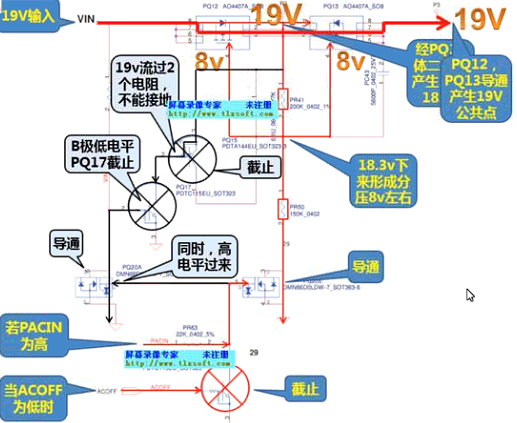 19V输入
VIN
PQ12 AO4407A_SO8
19V
PQ13 AO4407A_SO8
P3
19V
8v
8v
经PQ
体二
产生
18
PQ12，
PQ13导通
产生19V
公共点
19v流过2
个电阻，
不能接地
屏幕录像专家 未注册
http://www.tlxsoft.com
PR41
200K_0402_1%
PC43
5600P_0402_25V
B极低电平
PQ17截止
PQ15
PDTA144EU_SOT323-3
截止
PQ17
PDTC115EU_SOT323
18.3v下
来形成分
压8v左右
PR50
150K_0402
导通
同时，高
电平过来
PQ20A
导通
DMN66D0LDW-7_SOT363-6
若PACIN
为高
PACIN
PR63
22K_0402_5%
屏幕录像专家 未注册
http://www.tlxsoft.com
29
当ACOFF
为低时
ACOFF
ACOFF
截止